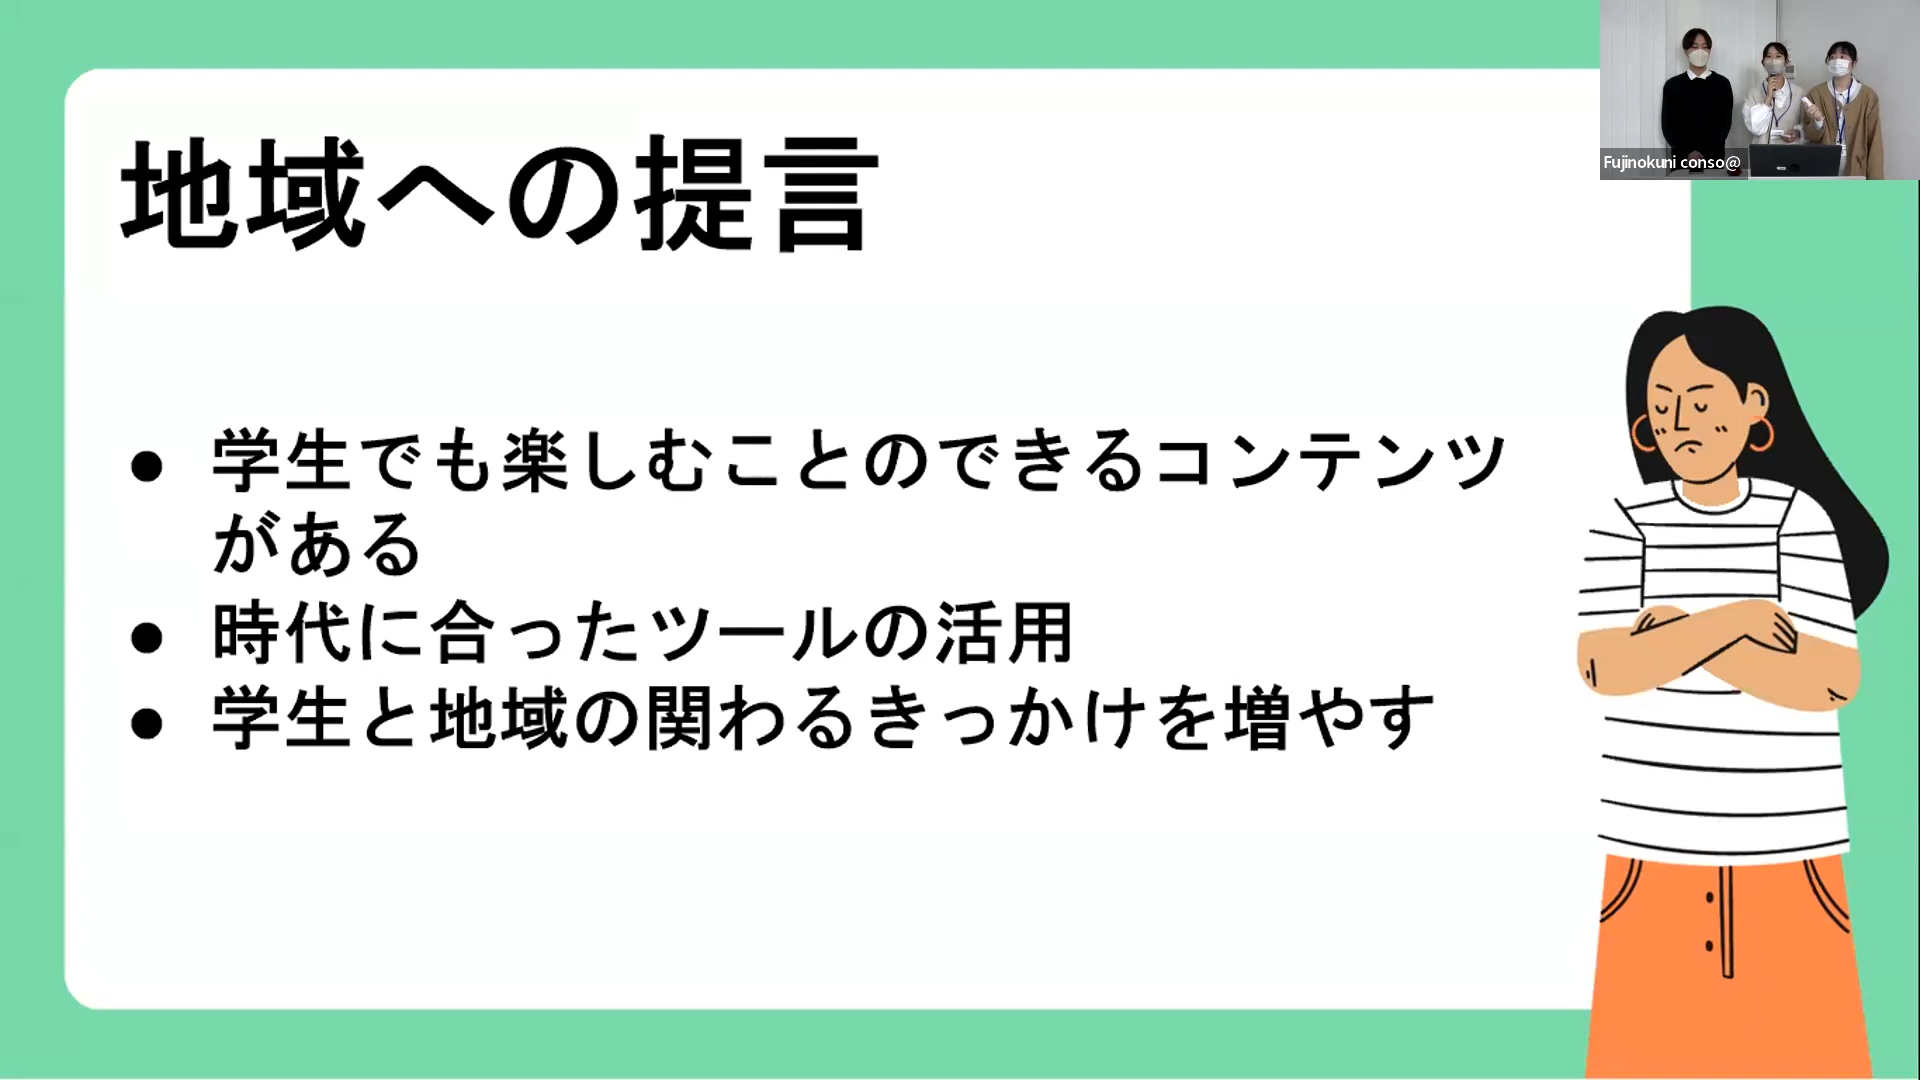 地域への提言
Fujinokuni conso@
● 学生でも楽しむことのできるコンテンツ
がある
● 時代に合ったツールの活用
● 学生と地域の関わるきっかけを増やす